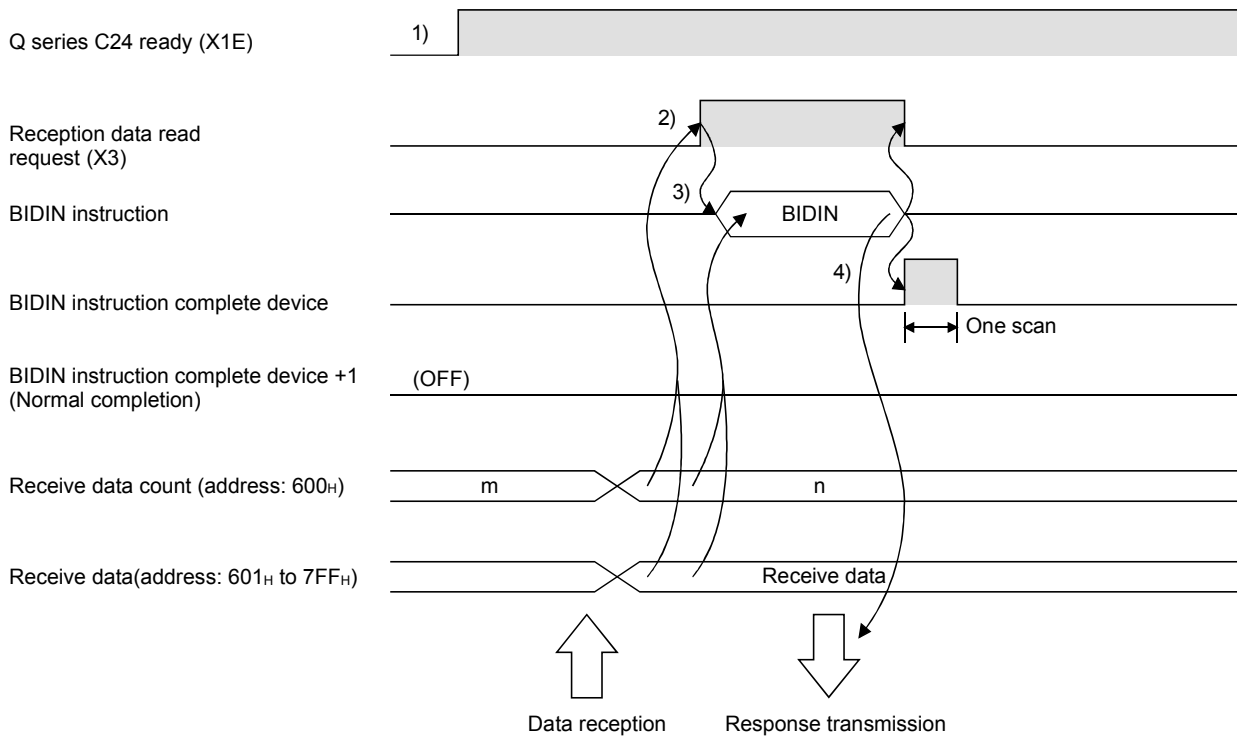 1)
Q series C24 ready (X1E)
2)
Reception data read
request (X3)
3)
BIDIN instruction
BIDIN
4)
BIDIN instruction complete device
One scan
BIDIN instruction complete device +1
(Normal completion)
(OFF)
Receive data count (address: 600H)
m
n
Receive data(address: 601H to 7FFH)
Receive data
Data reception
Response transmission